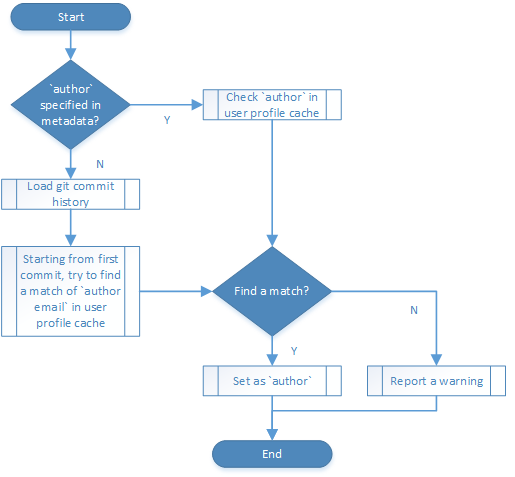 Start
`author`
specified in
metadata?
Y
Check `author` in
user profile cache
N
Load git commit
history
Starting from first
commit, try to find
a match of `author
email` in user
profile cache
Find a match?
N
Y
Set as `author`
Report a warning
End